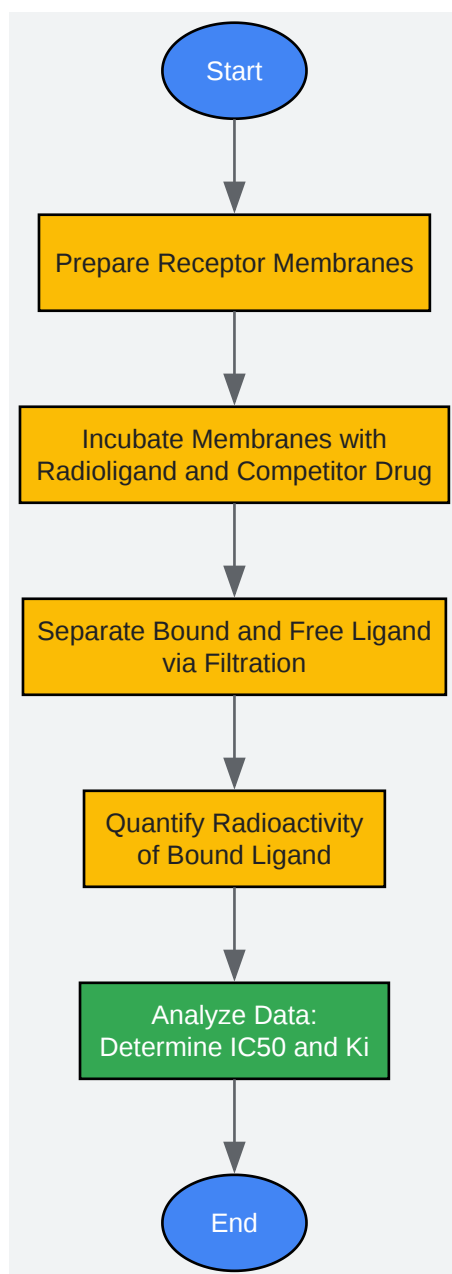 Start
Prepare Receptor Membranes
Incubate Membranes with
Radioligand and Competitor Drug
Separate Bound and Free Ligand
via Filtration
Quantify Radioactivity
of Bound Ligand
Analyze Data:
Determine IC50 and Ki
End